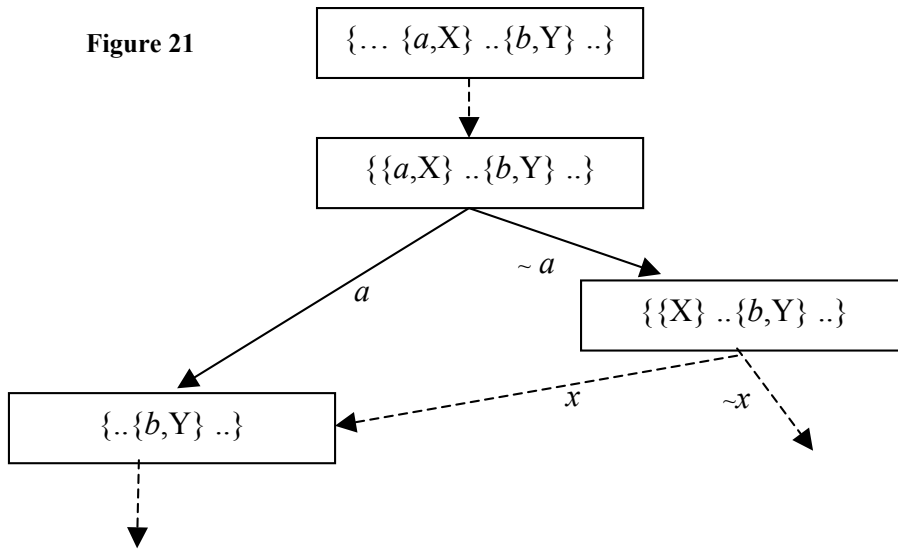 Figure 21
{… {a,X} ..{b,Y} ..}
{{a,X} ..{b,Y} ..}
a
~ a
{{X} ..{b,Y} ..}
x
~x
{..{b,Y} ..}